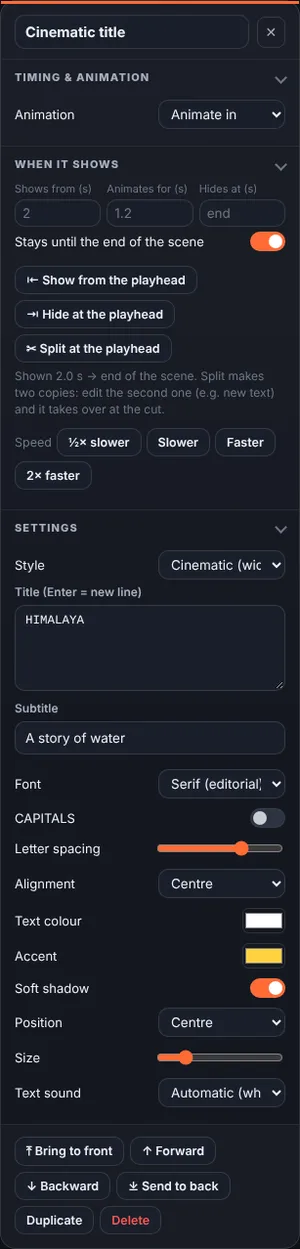 Cinematic title ✕
TIMING & ANIMATION
Animation Animate in
WHEN IT SHOWS
Shows from (s) Animates for (s) Hides at (s)
2 1.2 end
Stays until the end of the scene
⇤ Show from the playhead
⇥ Hide at the playhead
✂ Split at the playhead
Shown 2.0 s → end of the scene. Split makes
two copies: edit the second one (e.g. new text)
and it takes over at the cut.
Speed ½× slower Slower Faster
2× faster
SETTINGS
Style Cinematic (wic
Title (Enter = new line)
HIMALAYA
Subtitle
A story of water
Font Serif (editorial)
CAPITALS
Letter spacing
Alignment Centre
Text colour
Accent
Soft shadow
Position Centre
Size
Text sound Automatic (wh
⤒ Bring to front ↑ Forward
↓ Backward ⤓ Send to back
Duplicate Delete